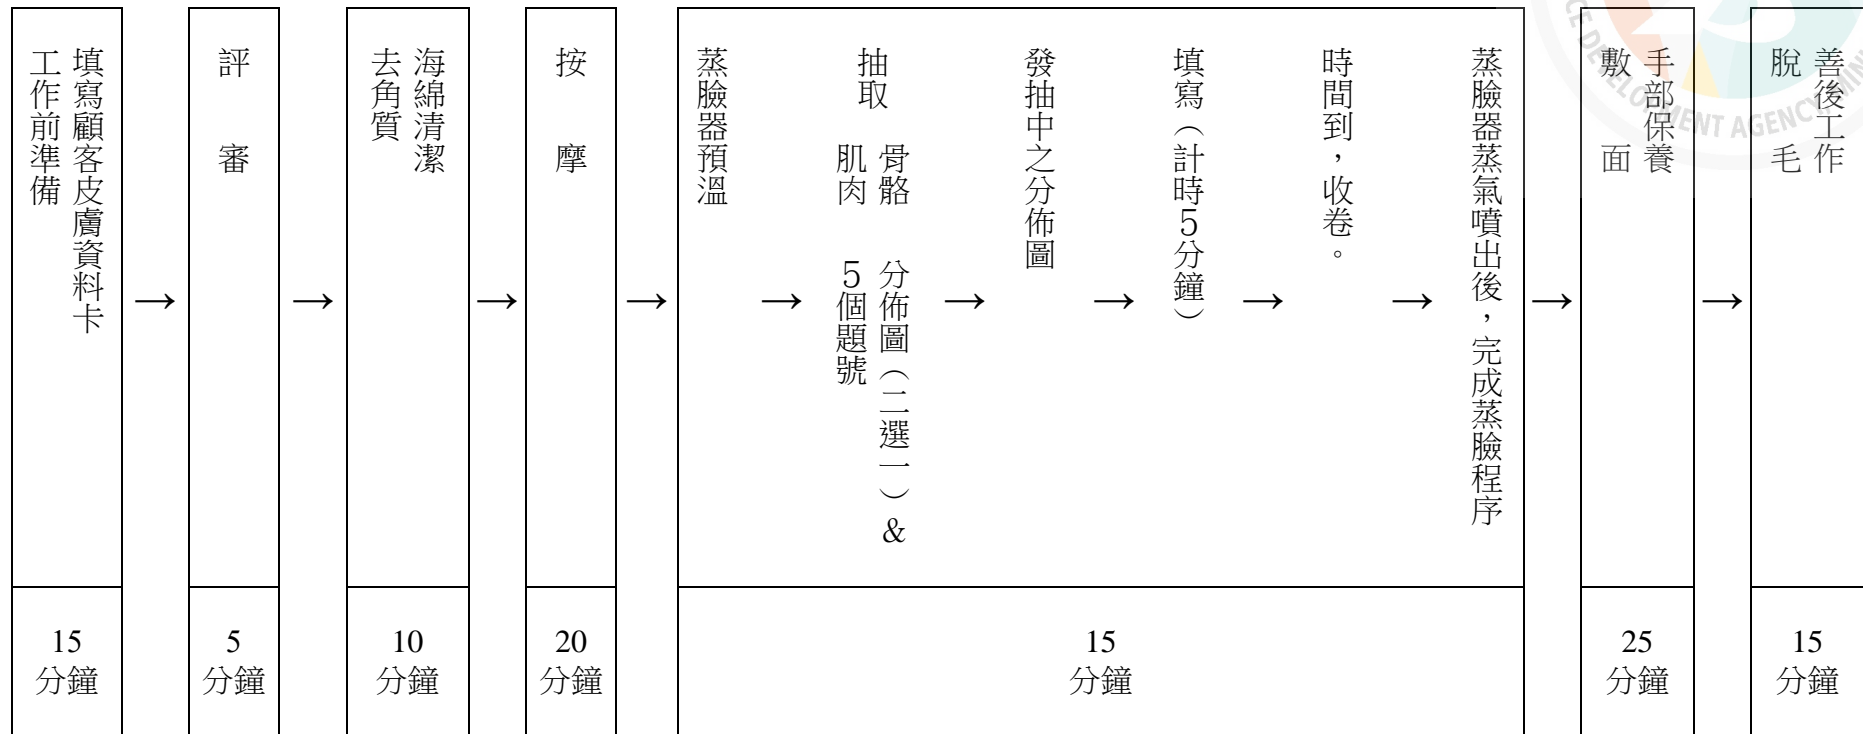 填寫顧客皮膚資料卡
工作前準備
15
分鐘
→
評審
5
分鐘
→
海綿清潔
去角質
10
分鐘
→
按摩
20
分鐘
→
蒸臉器預溫
→
抽取
骨骼
肌肉
分佈圖（二選一）&
5個題號
→
發抽中之分佈圖
→
填寫（計時5分鐘）
→
時間到，收卷。
→
蒸臉器蒸氣噴出後，完成蒸臉程序
15
分鐘
→
手部保養
敷面
25
分鐘
→
善後工作
脫毛
15
分鐘
DEVELOPMENT AGENCY